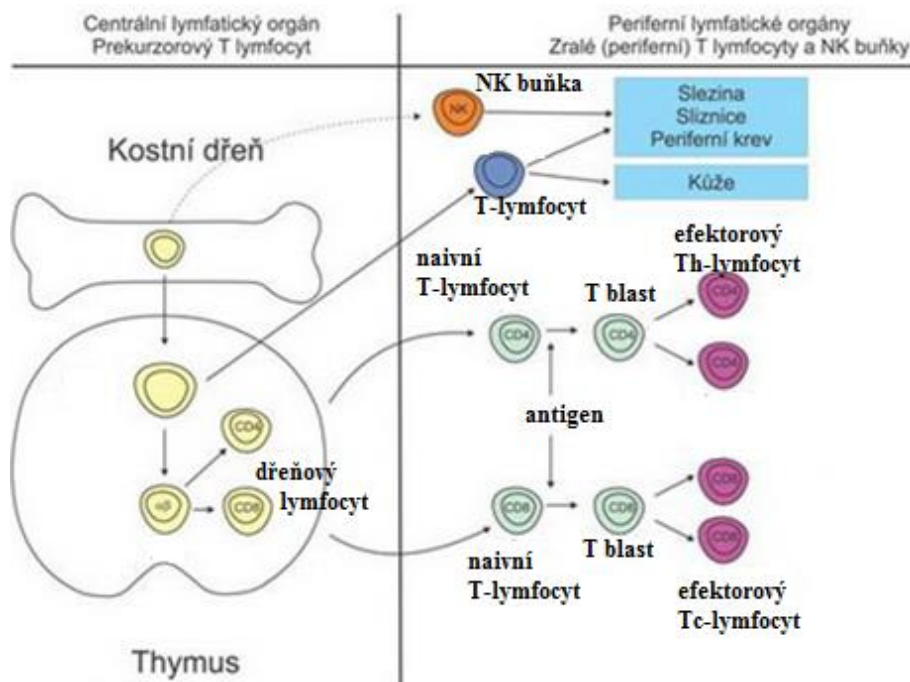 Centrální lymfatický orgán
Prekurzorový T lymfocyt
Periferní lymfatické orgány
Zralé (periferní) T lymfocyty a NK buňky
NK buňka
NK
Slezina
Sliznice
Periferní krev
Kostní dřeň
Kůže
T-lymfocyt
efektorový
Th-lymfocyt
naivní
T-lymfocyt
T blast
CD4
CD4
CD4
CD4
antigen
CD4
dřeňový
lymfocyt
αβ
CD8
CD8
CD8
CD8
CD8
naivní
T-lymfocyt
T blast
efektorový
Tc-lymfocyt
Thymus